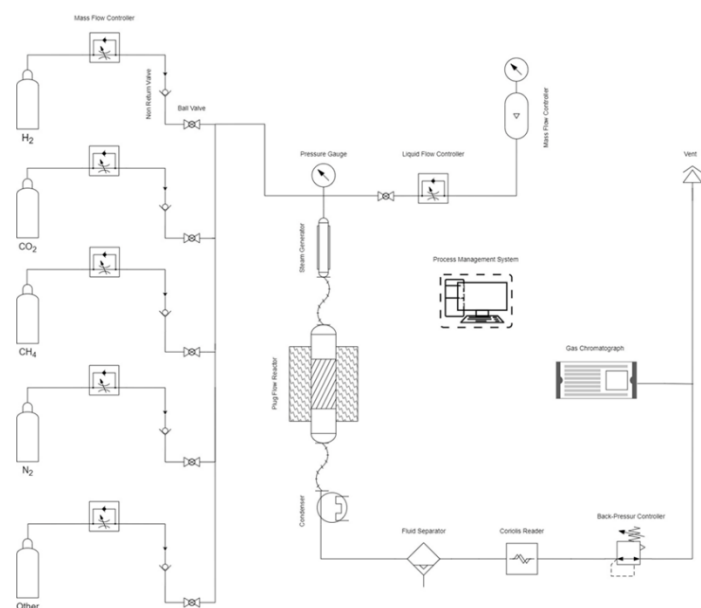 Mass Flow Controller
Non Return Valve
Ball Valve
H2
CO2
CH4
N2
Other
Pressure Gauge
Liquid Flow Controller
Mass Flow Controller
Vent
Steam Generator
Process Management System
Plug Flow Reactor
Gas Chromatograph
Condenser
Fluid Separator
Coriolis Reader
Back-Pressur Controller